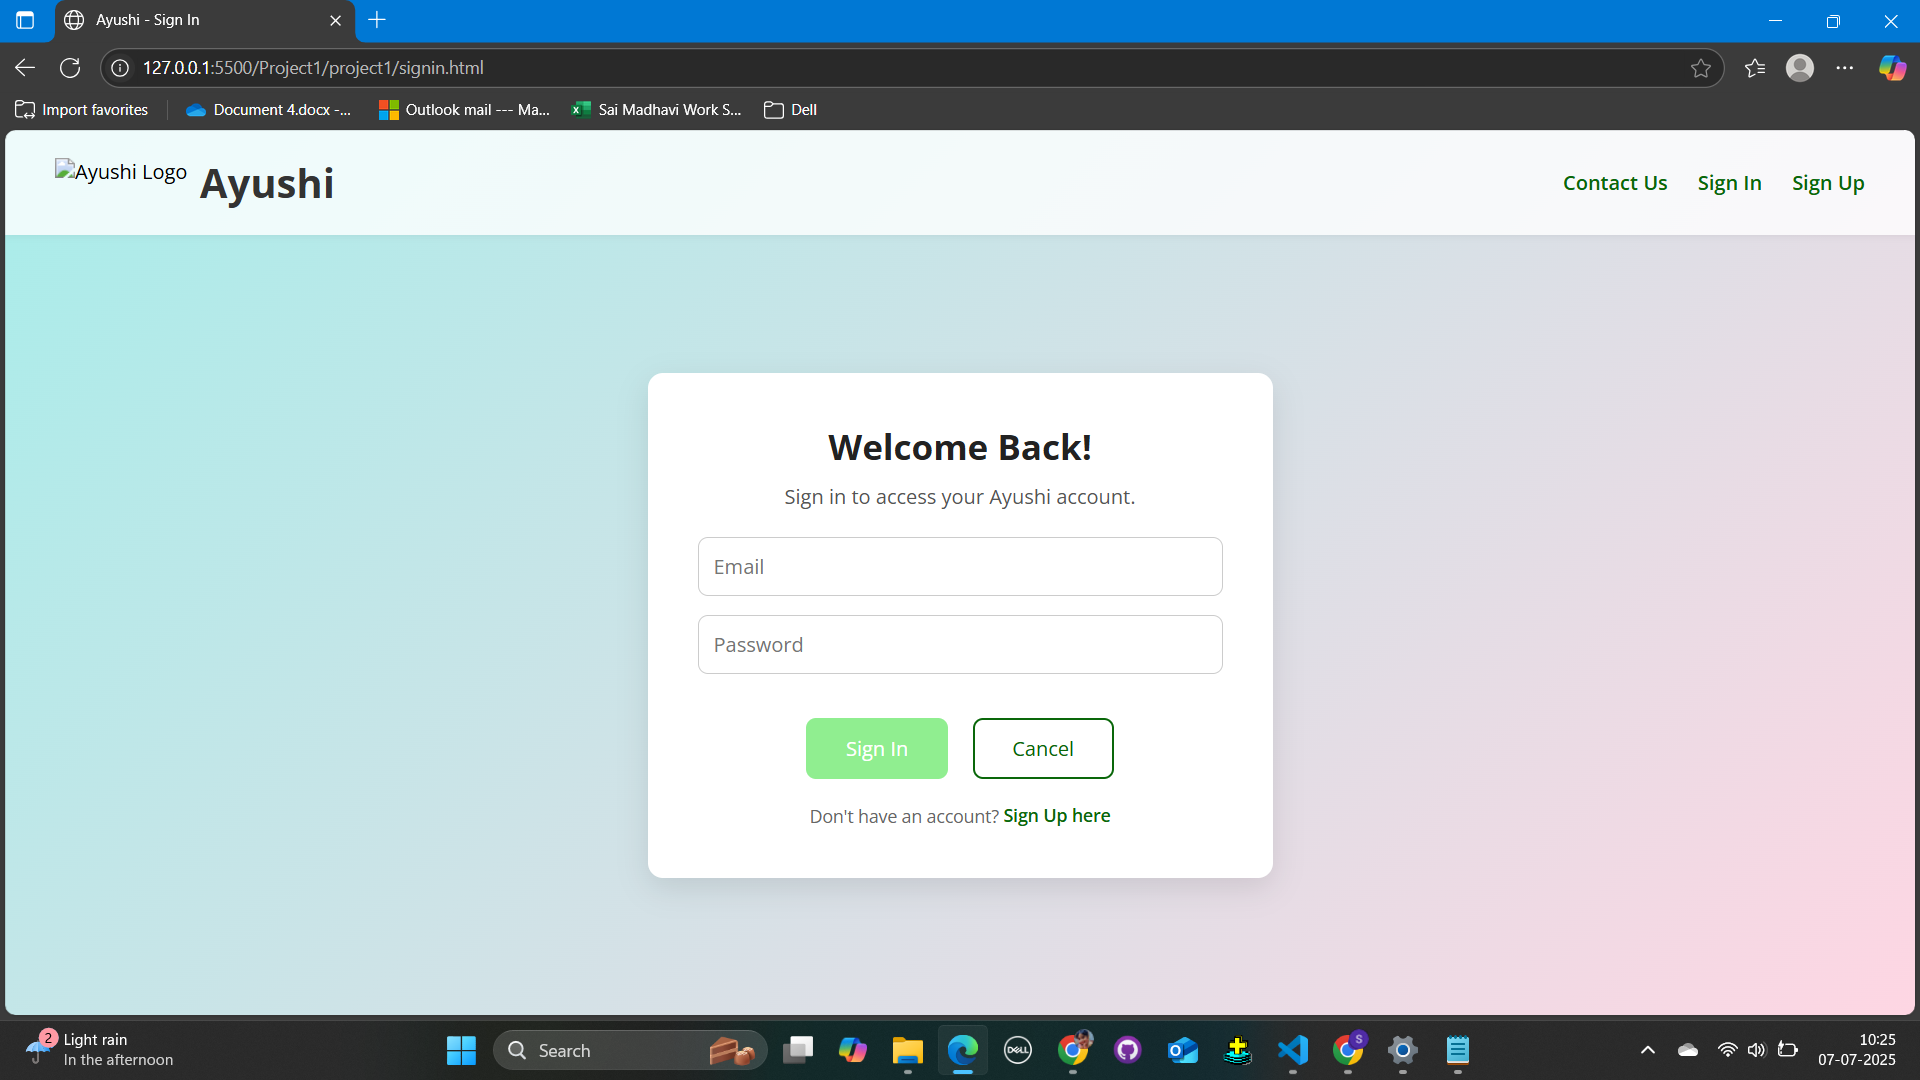 Ayushi - Sign In
127.0.0.1:5500/Project1/project1/signin.html
Import favorites
Document 4.docx -...
Outlook mail --- Ma...
Sai Madhavi Work S...
Dell
Ayushi Logo
Ayushi
Contact Us
Sign In
Sign Up
Welcome Back!
Sign in to access your Ayushi account.
Email
Password
Sign In
Cancel
Don't have an account? Sign Up here
2
Light rain
In the afternoon
Search
DELL
S
10:25
07-07-2025